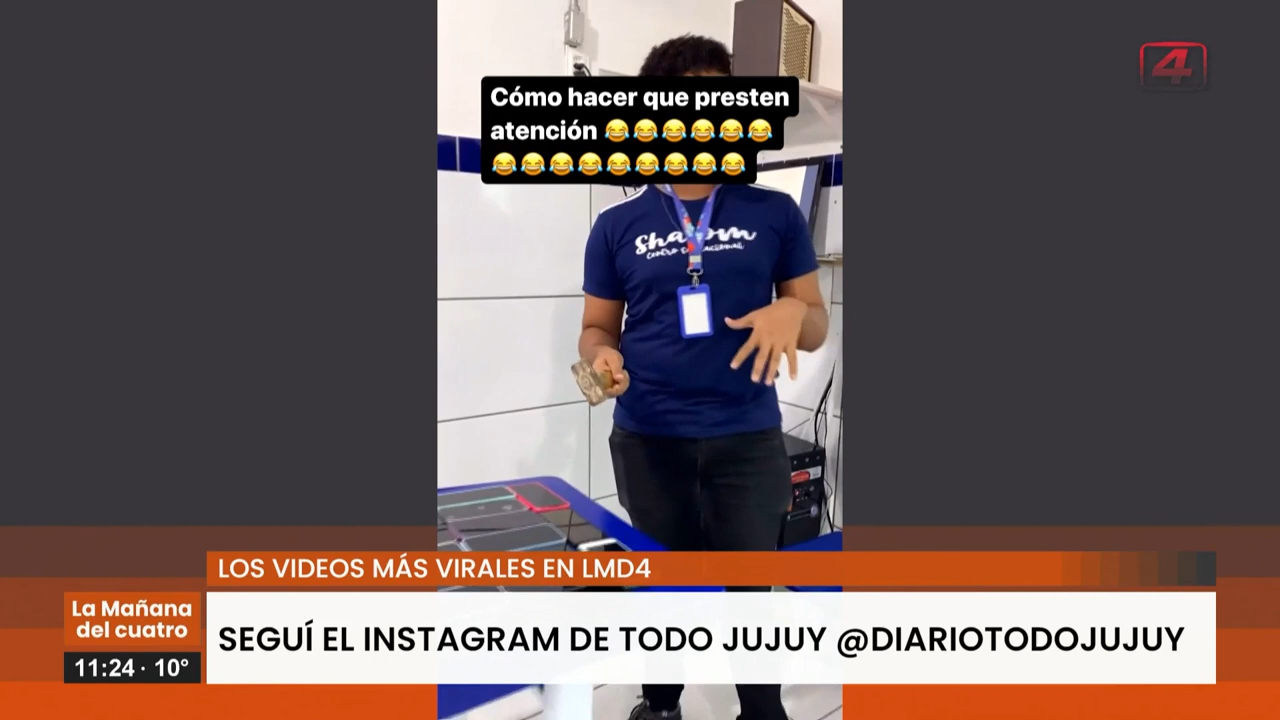 4
Cómo hacer que presten
atención 😂😂😂😂😂😂
😂😂😂😂😂😂😂😂😂
Shalom
LOS VIDEOS MÁS VIRALES EN LMD4
La Mañana
del cuatro
11:24 · 10°
SEGUÍ EL INSTAGRAM DE TODO JUJUY @DIARIOTODOJUJUY